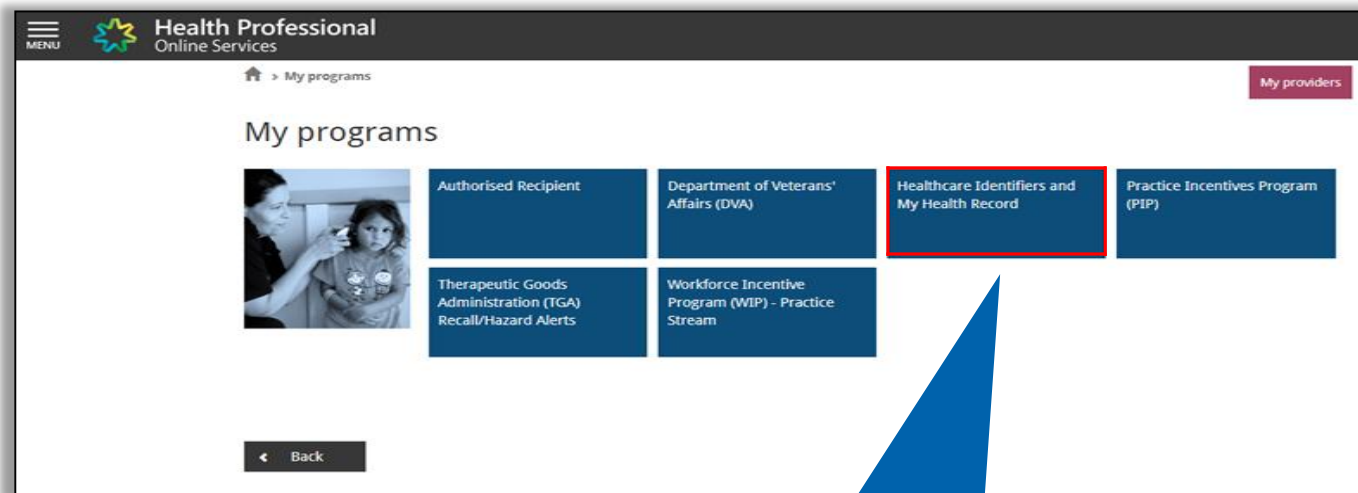 MENU
Health Professional
Online Services
> My programs
My providers
My programs
Authorised Recipient
Department of Veterans'
Affairs (DVA)
Healthcare Identifiers and
My Health Record
Practice Incentives Program
(PIP)
Therapeutic Goods
Administration (TGA)
Recall/Hazard Alerts
Workforce Incentive
Program (WIP) - Practice
Stream
Back